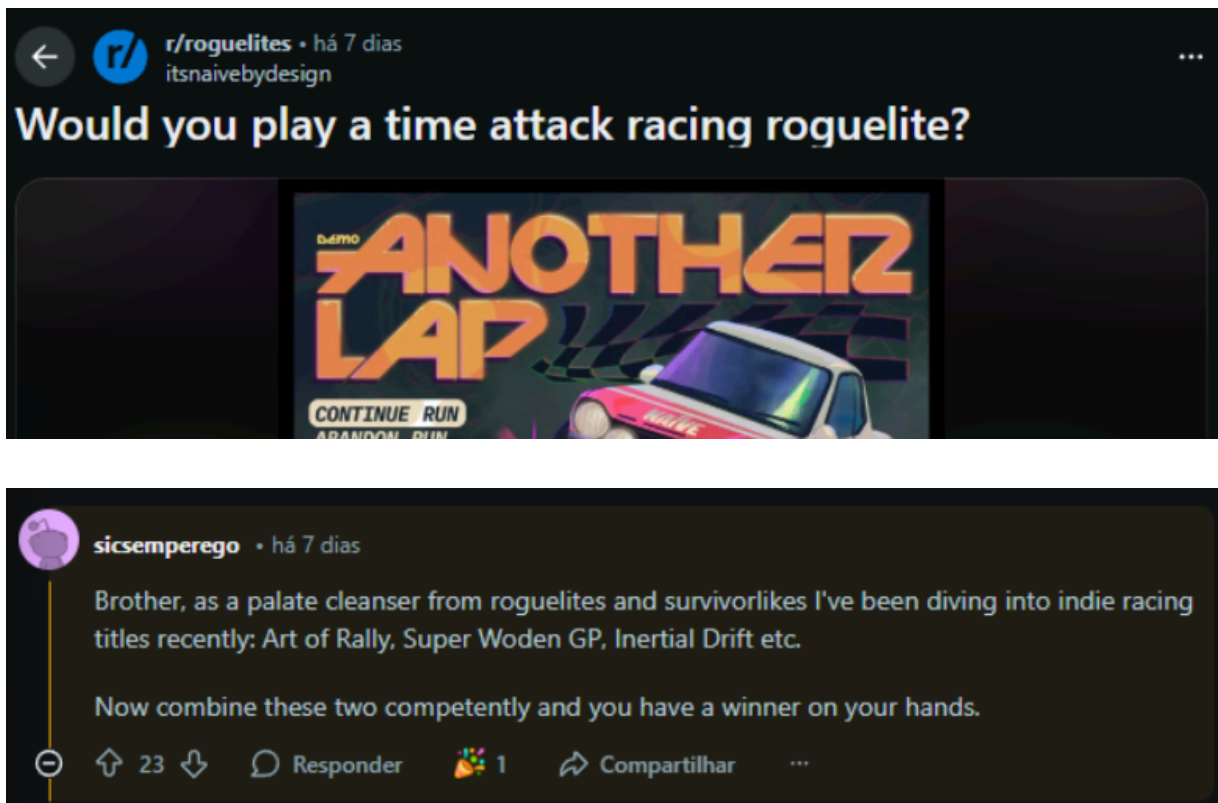 r/roguelites • há 7 dias
itsnaivebydesign
Would you play a time attack racing roguelite?
DEMO
ANOTHER
LAP
CONTINUE RUN
ABANDON RUN
NAIVE
sicsemperego • há 7 dias
Brother, as a palate cleanser from roguelites and survivorlikes I've been diving into indie racing
titles recently: Art of Rally, Super Woden GP, Inertial Drift etc.
Now combine these two competently and you have a winner on your hands.
23 Responder 1 Compartilhar